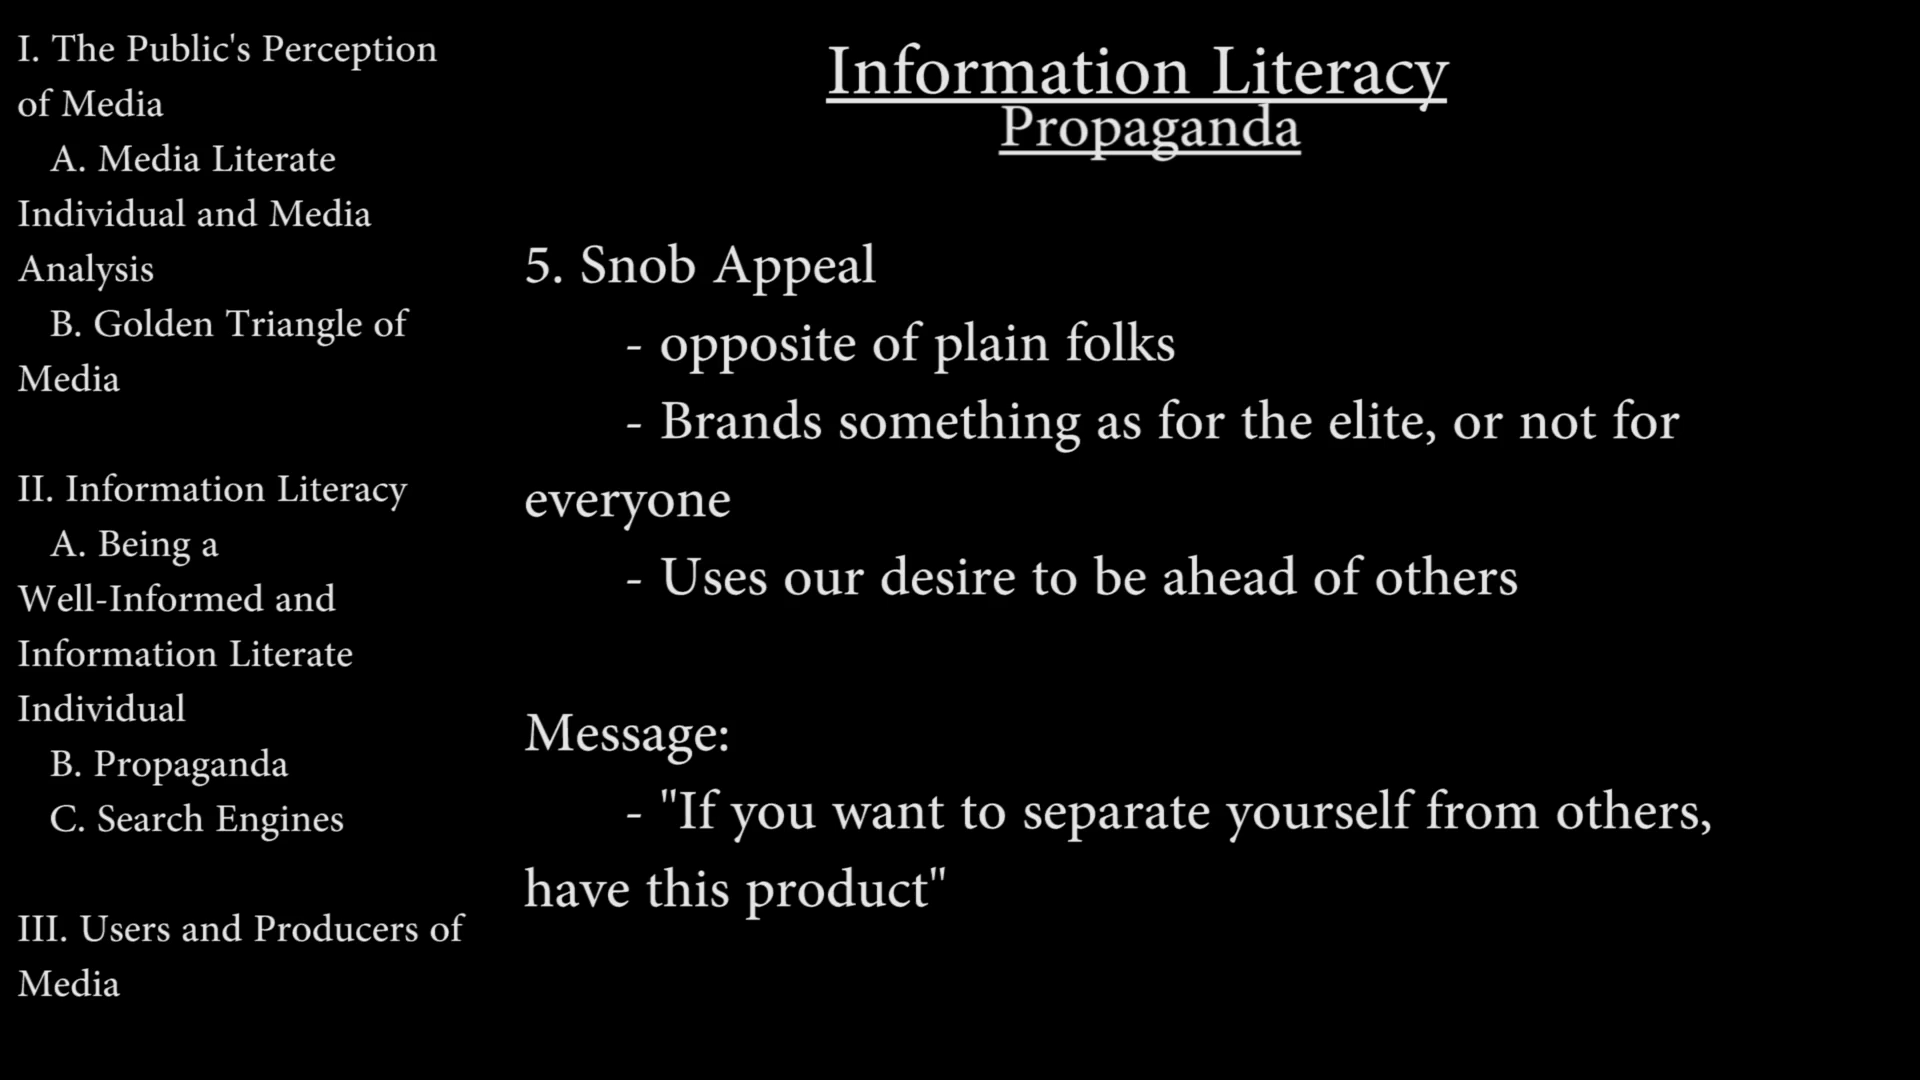 I. The Public's Perception
of Media
A. Media Literate
Individual and Media
Analysis
B. Golden Triangle of
Media
II. Information Literacy
A. Being a
Well-Informed and
Information Literate
Individual
B. Propaganda
C. Search Engines
III. Users and Producers of
Media
Information Literacy
Propaganda
5. Snob Appeal
- opposite of plain folks
- Brands something as for the elite, or not for
everyone
- Uses our desire to be ahead of others
Message:
- "If you want to separate yourself from others,
have this product"